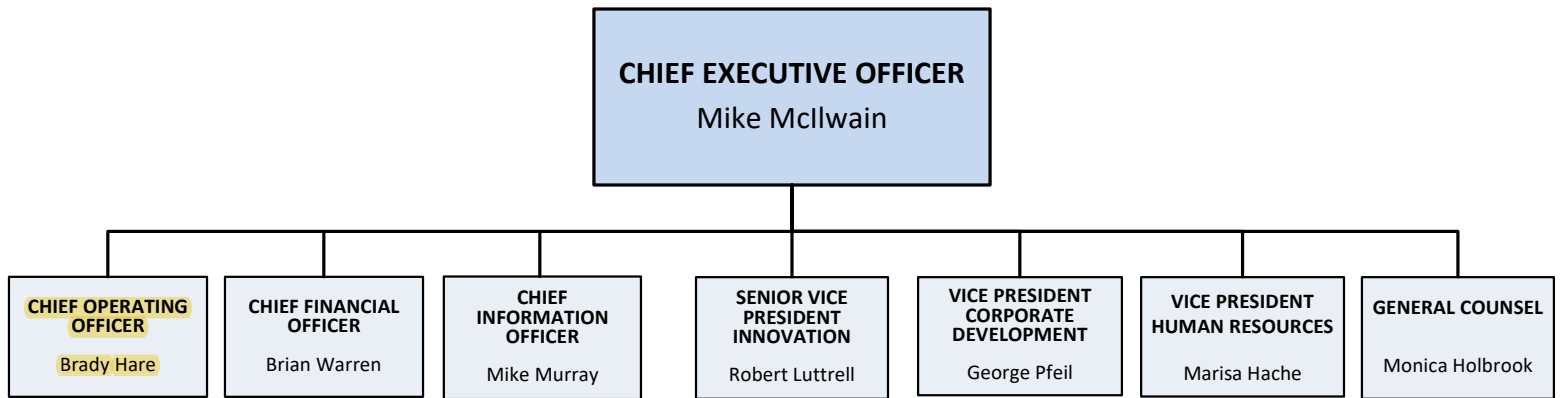 CHIEF EXECUTIVE OFFICER
Mike McIlwain
CHIEF OPERATING
OFFICER
Brady Hare
CHIEF FINANCIAL
OFFICER
Brian Warren
CHIEF
INFORMATION
OFFICER
Mike Murray
SENIOR VICE
PRESIDENT
INNOVATION
Robert Luttrell
VICE PRESIDENT
CORPORATE
DEVELOPMENT
George Pfeil
VICE PRESIDENT
HUMAN RESOURCES
Marisa Hache
GENERAL COUNSEL
Monica Holbrook